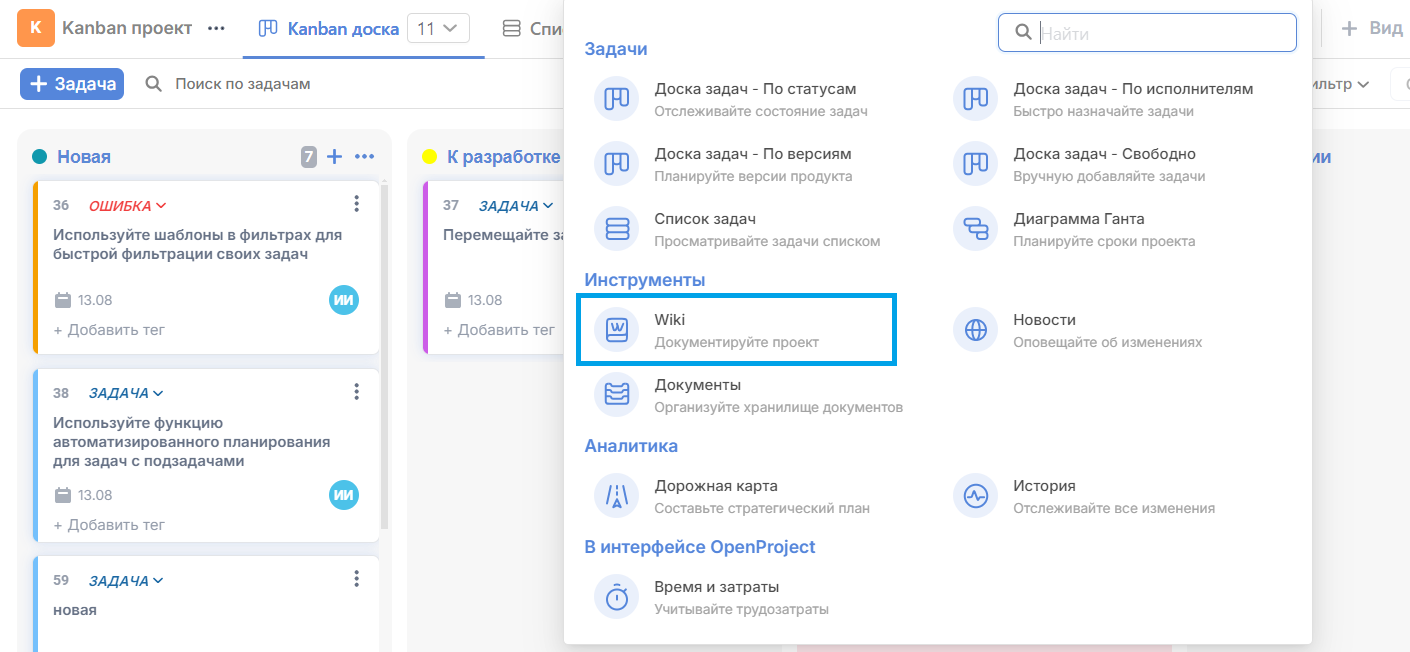 K
Kanban проект
Kanban доска
11
Вид
+ Задача
Поиск по задачам
Новая
7
36
ОШИБКА
Используйте шаблоны в фильтрах для
быстрой фильтрации своих задач
13.08
ИИ
+ Добавить тег
38
ЗАДАЧА
Используйте функцию
автоматизированного планирования
для задач с подзадачами
13.08
ИИ
+ Добавить тег
59
ЗАДАЧА
новая
К разработке
37
ЗАДАЧА
Перемещайте
13.08
+ Добавить тег
Найти
Задачи
Доска задач - По статусам
Отслеживайте состояние задач
Доска задач - По исполнителям
Быстро назначайте задачи
Доска задач - По версиям
Планируйте версии продукта
Доска задач - Свободно
Вручную добавляйте задачи
Список задач
Просматривайте задачи списком
Диаграмма Ганта
Планируйте сроки проекта
Инструменты
Wiki
Документируйте проект
Новости
Оповещайте об изменениях
Документы
Организуйте хранилище документов
Аналитика
Дорожная карта
Составьте стратегический план
История
Отслеживайте все изменения
В интерфейсе OpenProject
Время и затраты
Учитывайте трудозатраты